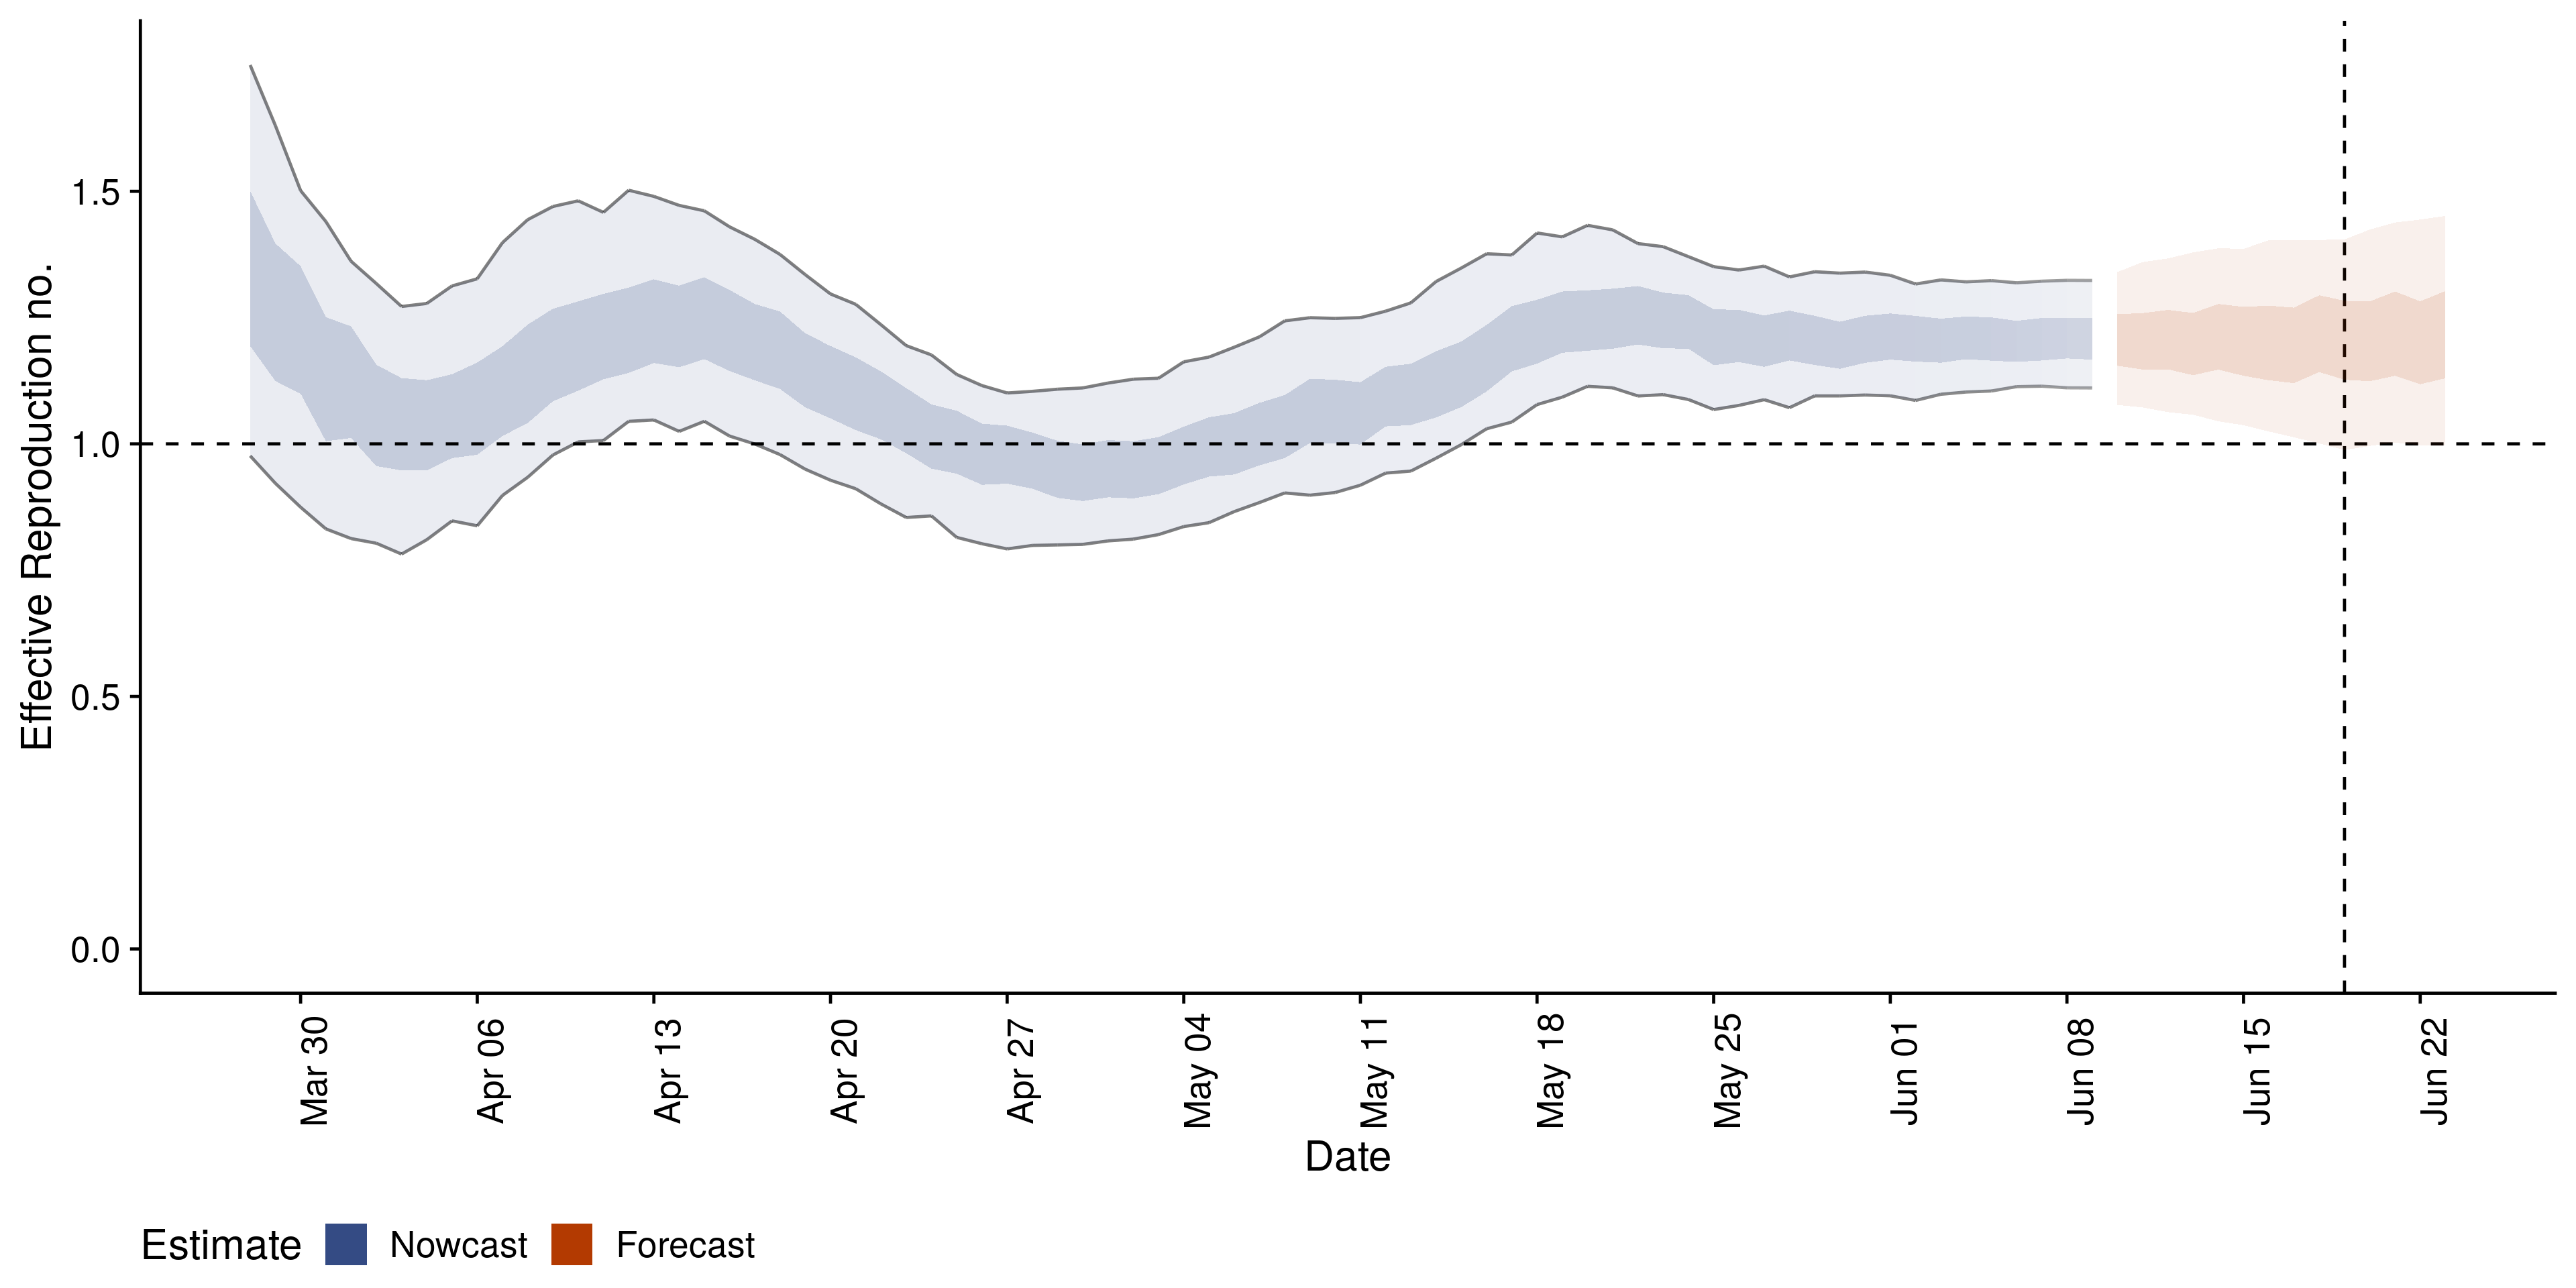 Effective Reproduction no.
1.5
1.0
0.5
0.0
Mar 30
Apr 06
Apr 13
Apr 20
Apr 27
May 04
May 11
May 18
May 25
Jun 01
Jun 08
Jun 15
Jun 22
Date
Estimate Nowcast Forecast